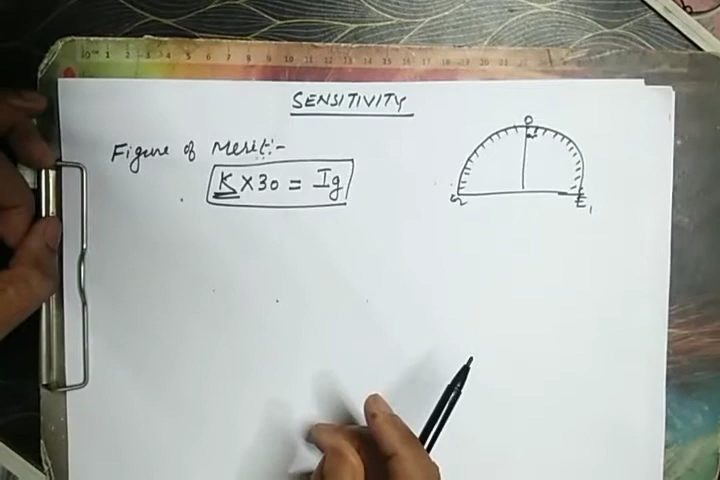 SENSITIVITY
Figure of Merit:-
K×30 = Ig
0